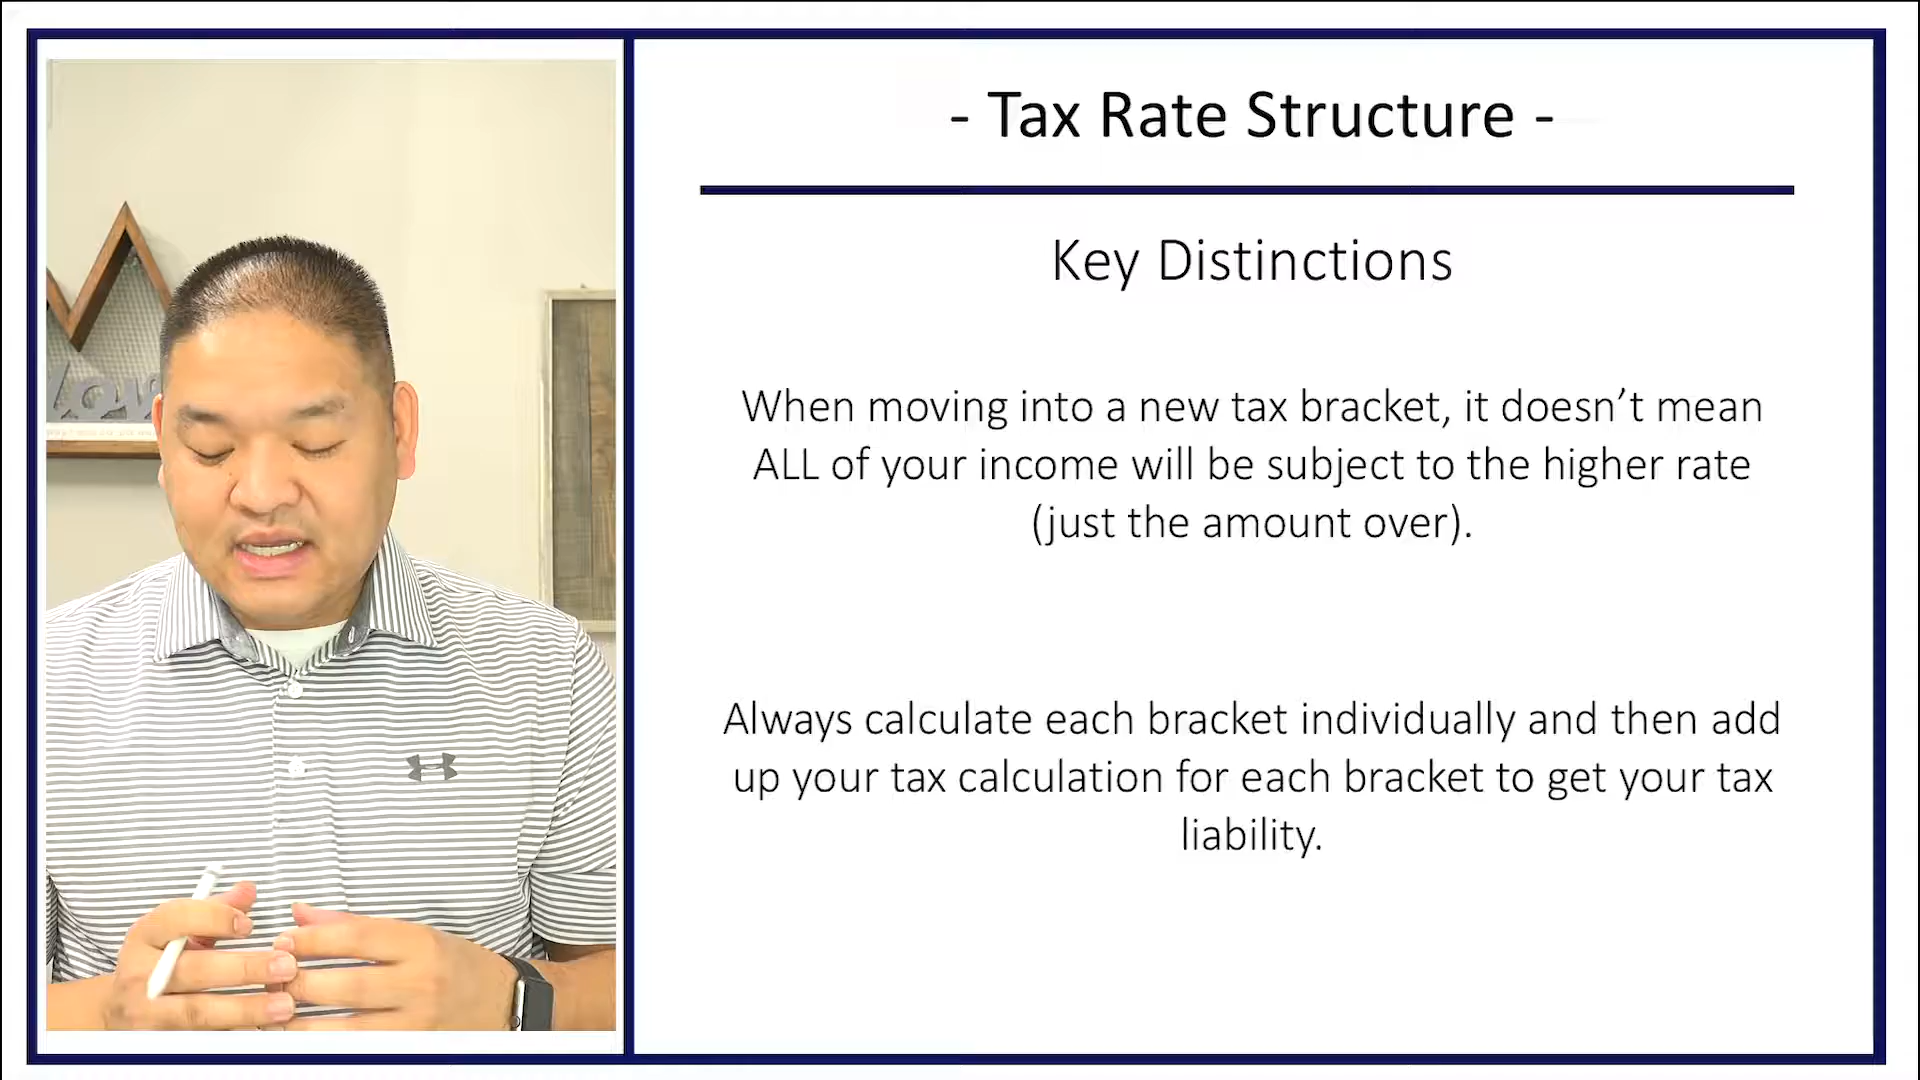 - Tax Rate Structure -
Key Distinctions
When moving into a new tax bracket, it doesn’t mean
ALL of your income will be subject to the higher rate
(just the amount over).
Always calculate each bracket individually and then add
up your tax calculation for each bracket to get your tax
liability.